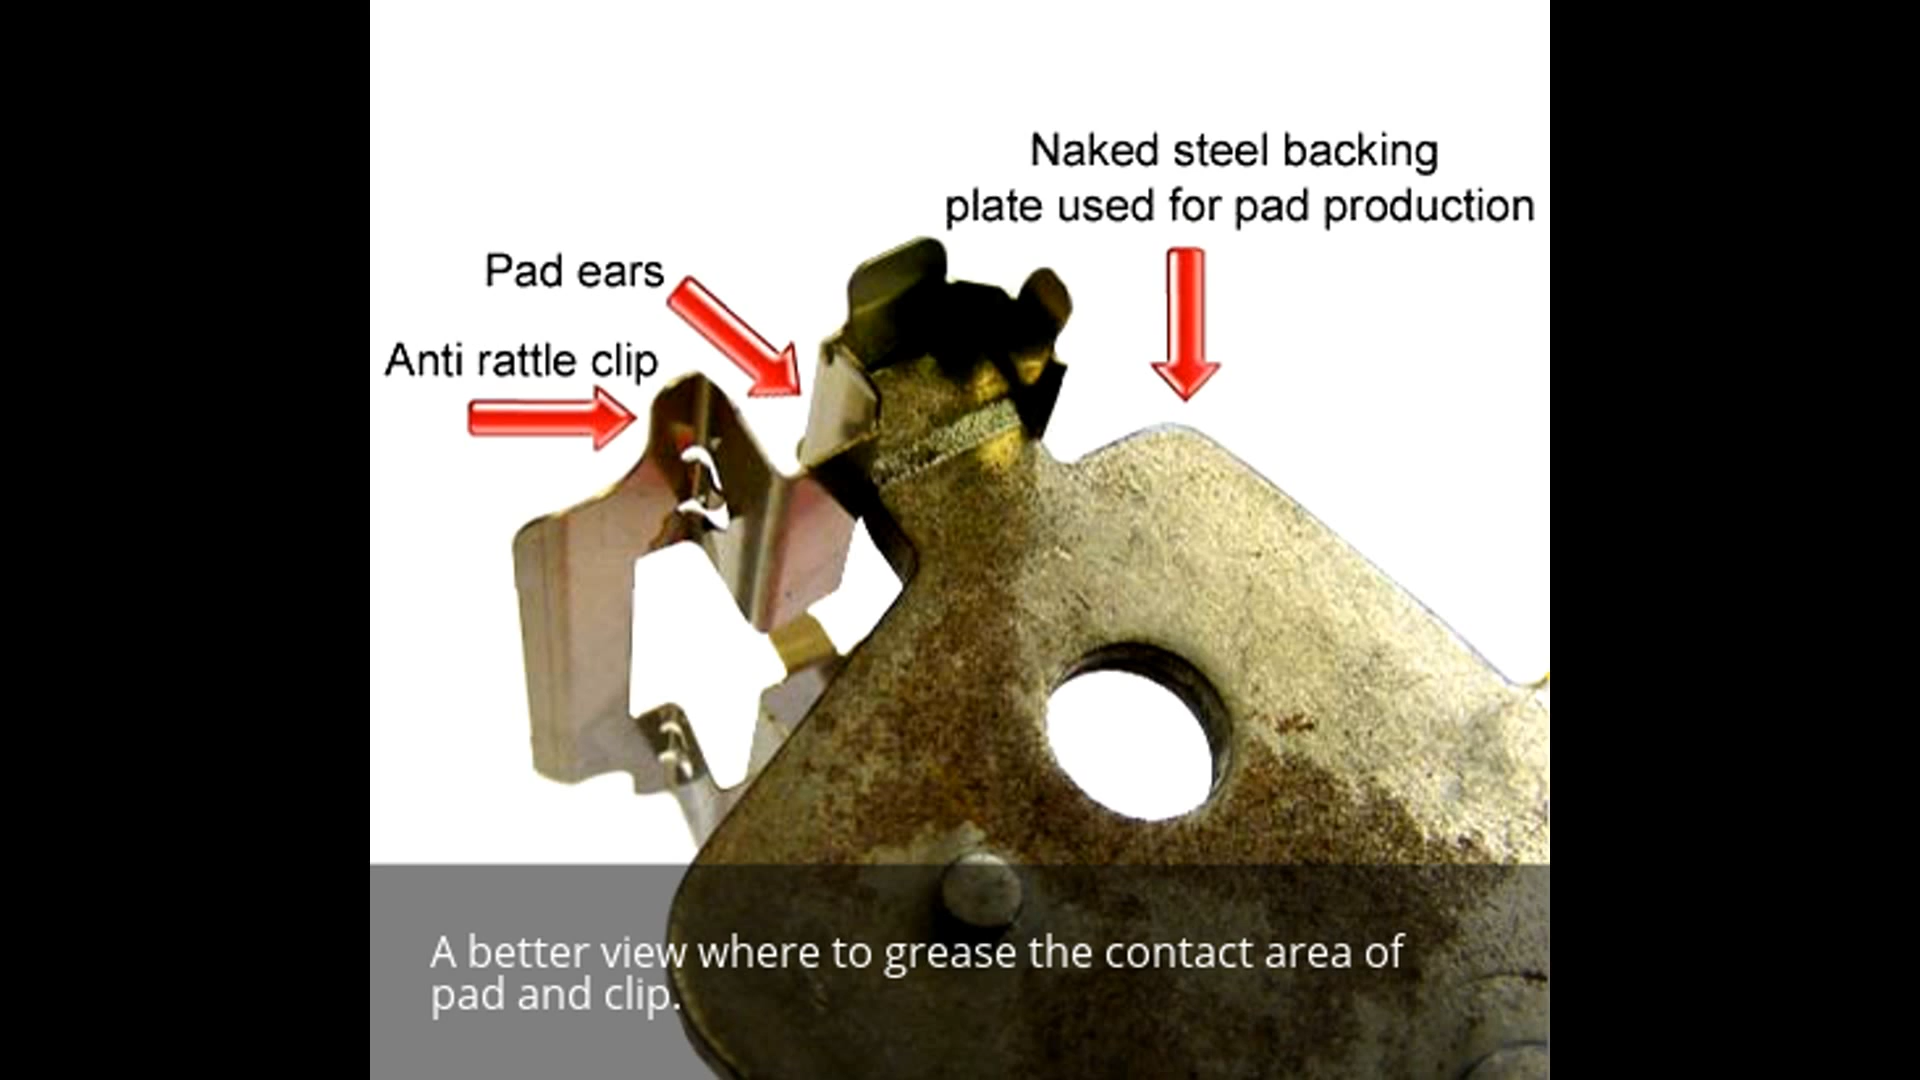 Naked steel backing
plate used for pad production
Pad ears
Anti rattle clip
A better view where to grease the contact area of
pad and clip.